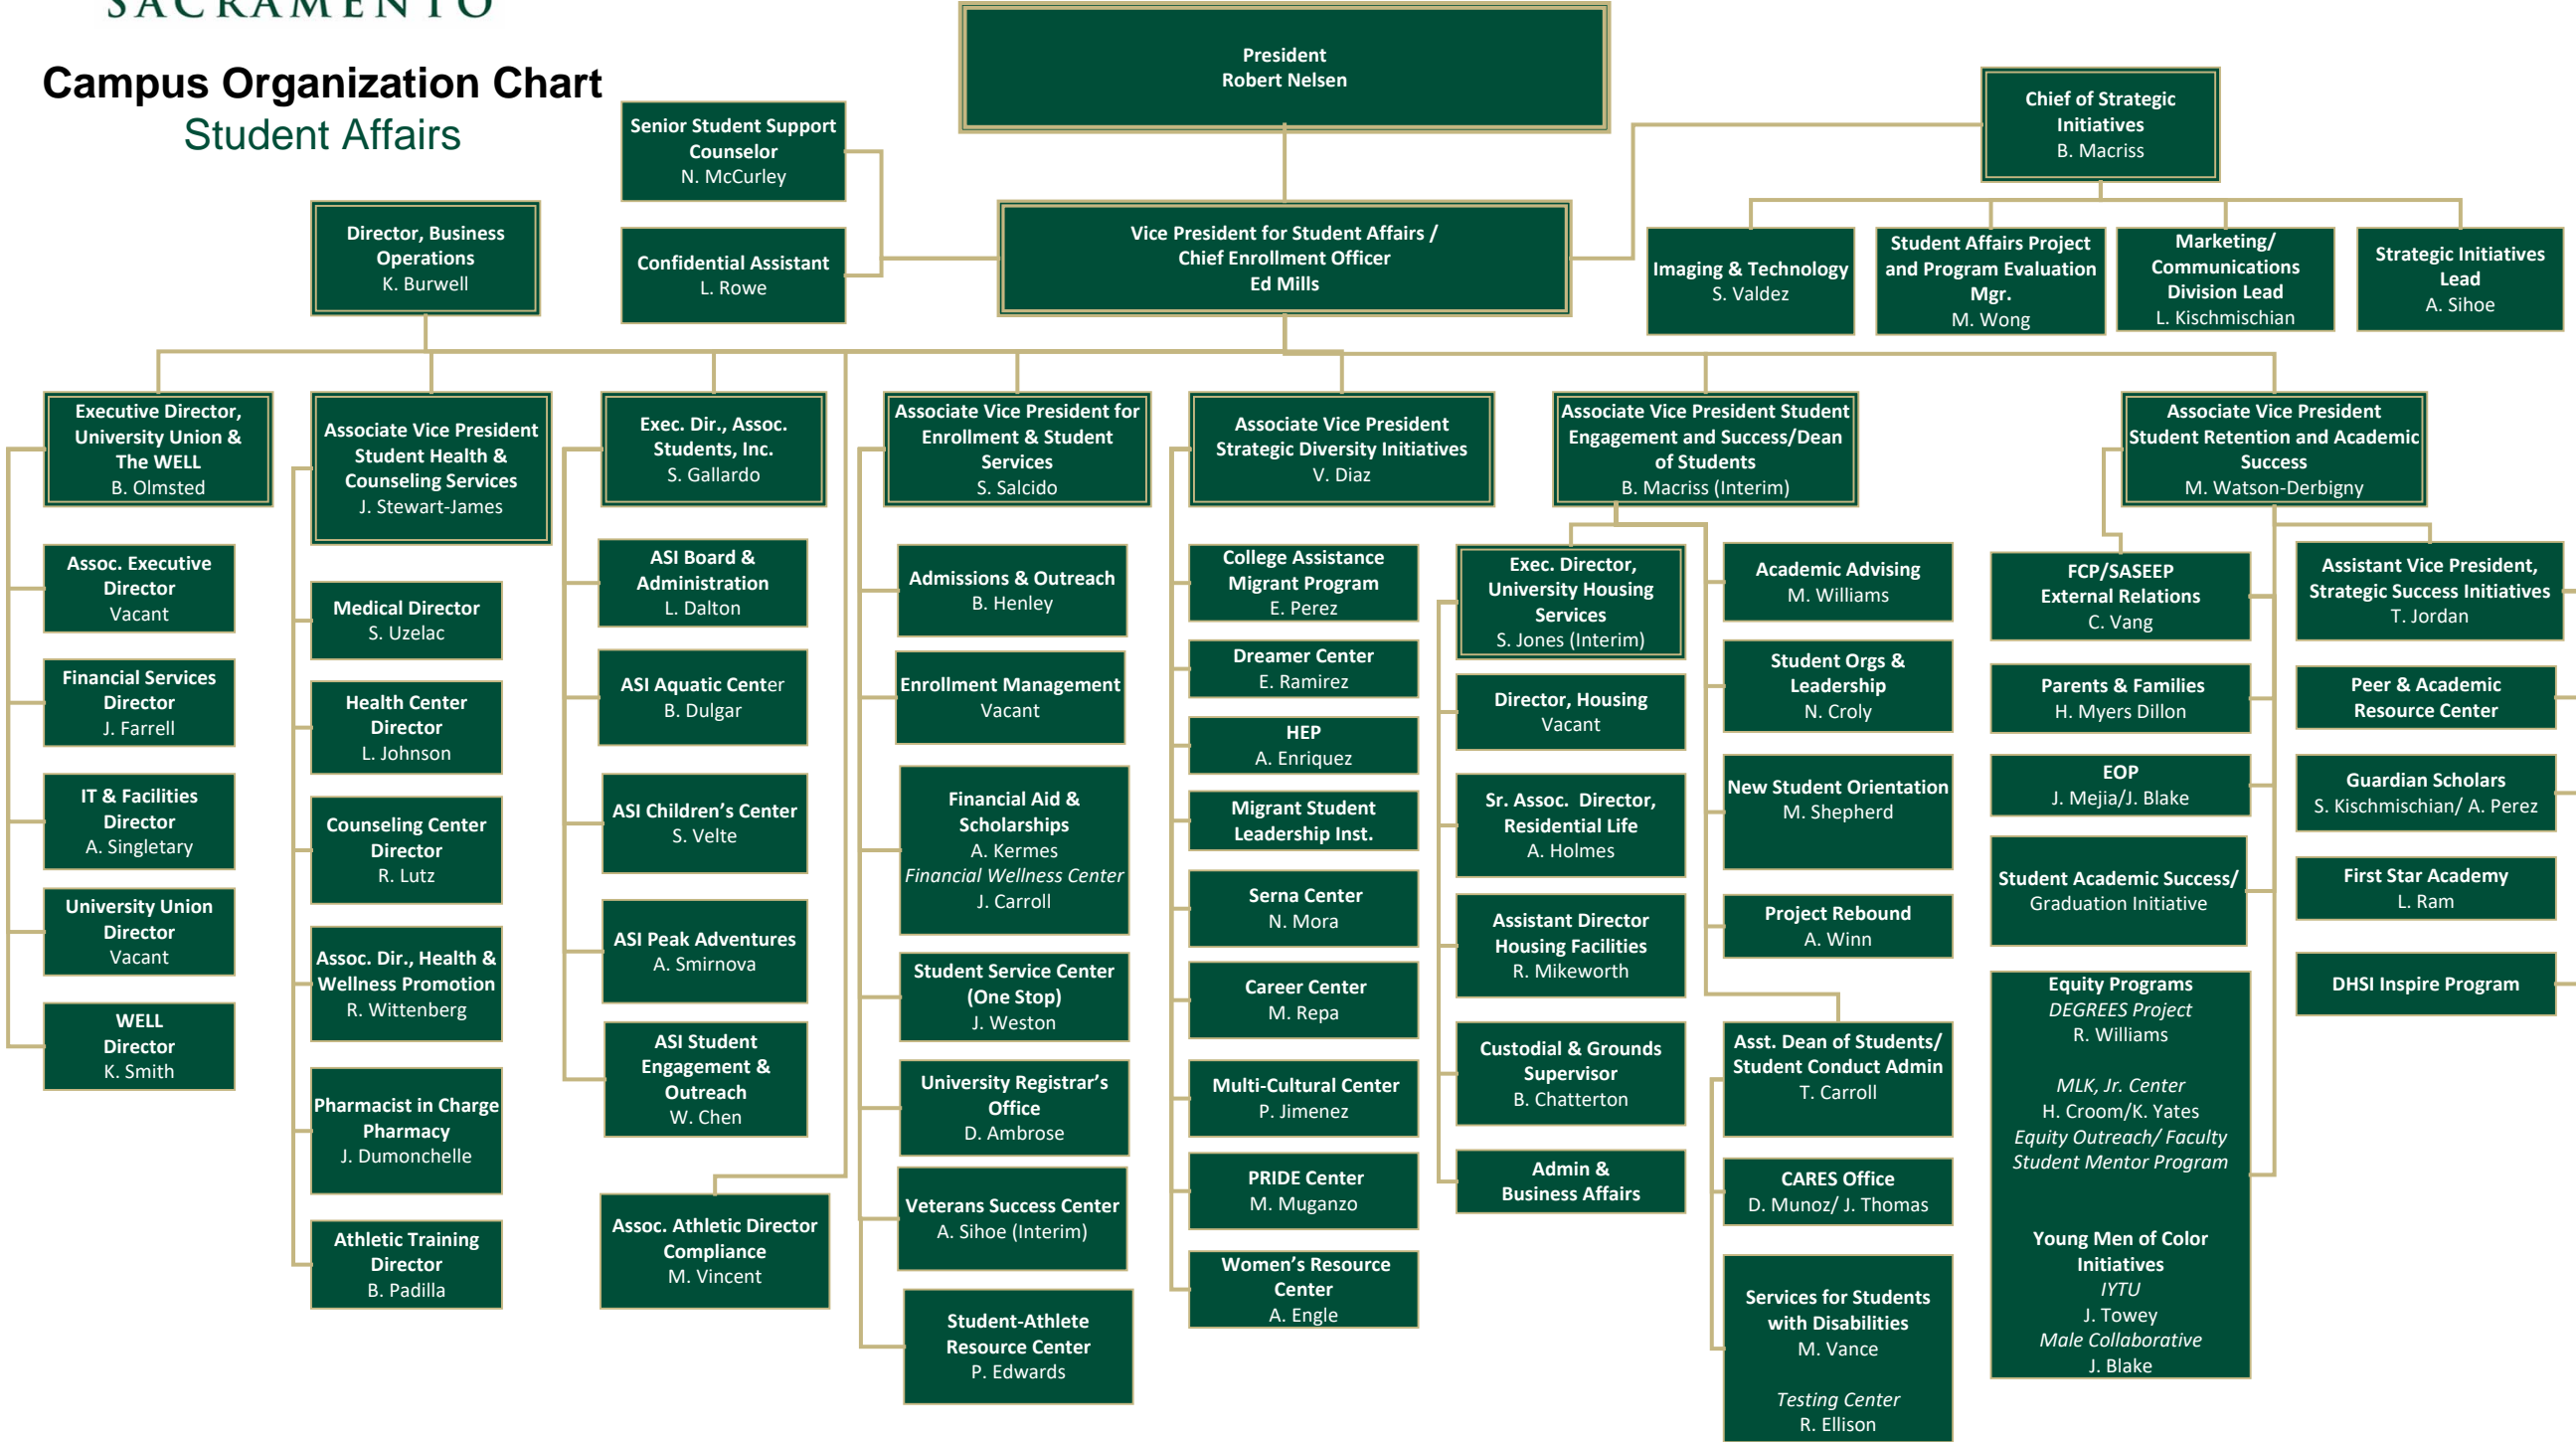 SACRAMENTO
Campus Organization Chart
Student Affairs
President
Robert Nelsen
Senior Student Support
Counselor
N. McCurley
Confidential Assistant
L. Rowe
Vice President for Student Affairs /
Chief Enrollment Officer
Ed Mills
Chief of Strategic
Initiatives
B. Macriss
Imaging & Technology
S. Valdez
Student Affairs Project
and Program Evaluation
Mgr.
M. Wong
Marketing/
Communications
Division Lead
L. Kischmischian
Strategic Initiatives
Lead
A. Sihoe
Director, Business
Operations
K. Burwell
Executive Director,
University Union &
The WELL
B. Olmsted
Assoc. Executive
Director
Vacant
Financial Services
Director
J. Farrell
IT & Facilities
Director
A. Singletary
University Union
Director
Vacant
WELL
Director
K. Smith
Associate Vice President
Student Health &
Counseling Services
J. Stewart-James
Medical Director
S. Uzelac
Health Center
Director
L. Johnson
Counseling Center
Director
R. Lutz
Assoc. Dir., Health &
Wellness Promotion
R. Wittenberg
Pharmacist in Charge
Pharmacy
J. Dumonchelle
Athletic Training
Director
B. Padilla
Exec. Dir., Assoc.
Students, Inc.
S. Gallardo
ASI Board &
Administration
L. Dalton
ASI Aquatic Center
B. Dulgar
ASI Children’s Center
S. Velte
ASI Peak Adventures
A. Smirnova
ASI Student
Engagement &
Outreach
W. Chen
Assoc. Athletic Director
Compliance
M. Vincent
Associate Vice President for
Enrollment & Student
Services
S. Salcido
Admissions & Outreach
B. Henley
Enrollment Management
Vacant
Financial Aid &
Scholarships
A. Kermes
Financial Wellness Center
J. Carroll
Student Service Center
(One Stop)
J. Weston
University Registrar’s
Office
D. Ambrose
Veterans Success Center
A. Sihoe (Interim)
Student-Athlete
Resource Center
P. Edwards
Associate Vice President
Strategic Diversity Initiatives
V. Diaz
College Assistance
Migrant Program
E. Perez
Dreamer Center
E. Ramirez
HEP
A. Enriquez
Migrant Student
Leadership Inst.
Serna Center
N. Mora
Career Center
M. Repa
Multi-Cultural Center
P. Jimenez
PRIDE Center
M. Muganzo
Women’s Resource
Center
A. Engle
Associate Vice President Student
Engagement and Success/Dean
of Students
B. Macriss (Interim)
Exec. Director,
University Housing
Services
S. Jones (Interim)
Director, Housing
Vacant
Sr. Assoc. Director,
Residential Life
A. Holmes
Assistant Director
Housing Facilities
R. Mikeworth
Custodial & Grounds
Supervisor
B. Chatterton
Admin &
Business Affairs
Academic Advising
M. Williams
Student Orgs &
Leadership
N. Croly
New Student Orientation
M. Shepherd
Project Rebound
A. Winn
Asst. Dean of Students/
Student Conduct Admin
T. Carroll
CARES Office
D. Munoz/ J. Thomas
Services for Students
with Disabilities
M. Vance
Testing Center
R. Ellison
Associate Vice President
Student Retention and Academic
Success
M. Watson-Derbigny
FCP/SASEEP
External Relations
C. Vang
Parents & Families
H. Myers Dillon
EOP
J. Mejia/J. Blake
Student Academic Success/
Graduation Initiative
Equity Programs
DEGREES Project
R. Williams
MLK, Jr. Center
H. Croom/K. Yates
Equity Outreach/ Faculty
Student Mentor Program
Young Men of Color
Initiatives
IYTU
J. Towey
Male Collaborative
J. Blake
Assistant Vice President,
Strategic Success Initiatives
T. Jordan
Peer & Academic
Resource Center
Guardian Scholars
S. Kischmischian/ A. Perez
First Star Academy
L. Ram
DHSI Inspire Program